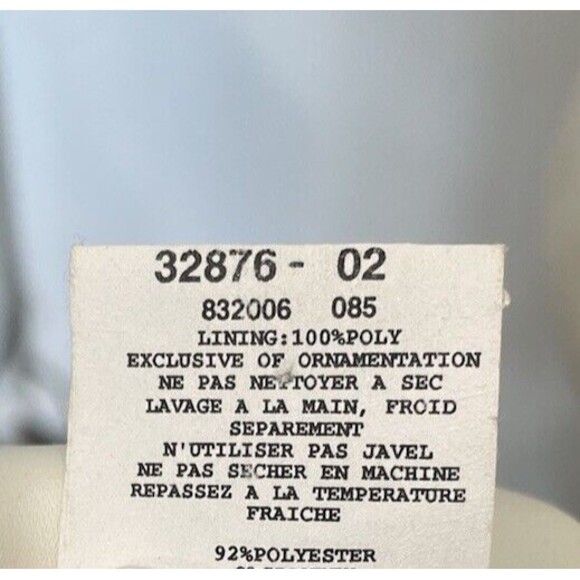 32876- 02
832006 085
LINING:100%POLY
EXCLUSIVE OF ORNAMENTATION
NE PAS NETTOYER A SEC
LAVAGE A LA MAIN, FROID
SEPAREMENT
N'UTILISER PAS JAVEL
NE PAS SECHER EN MACHINE
REPASSEZ A LA TEMPERATURE
FRAICHE
92%POLYESTER